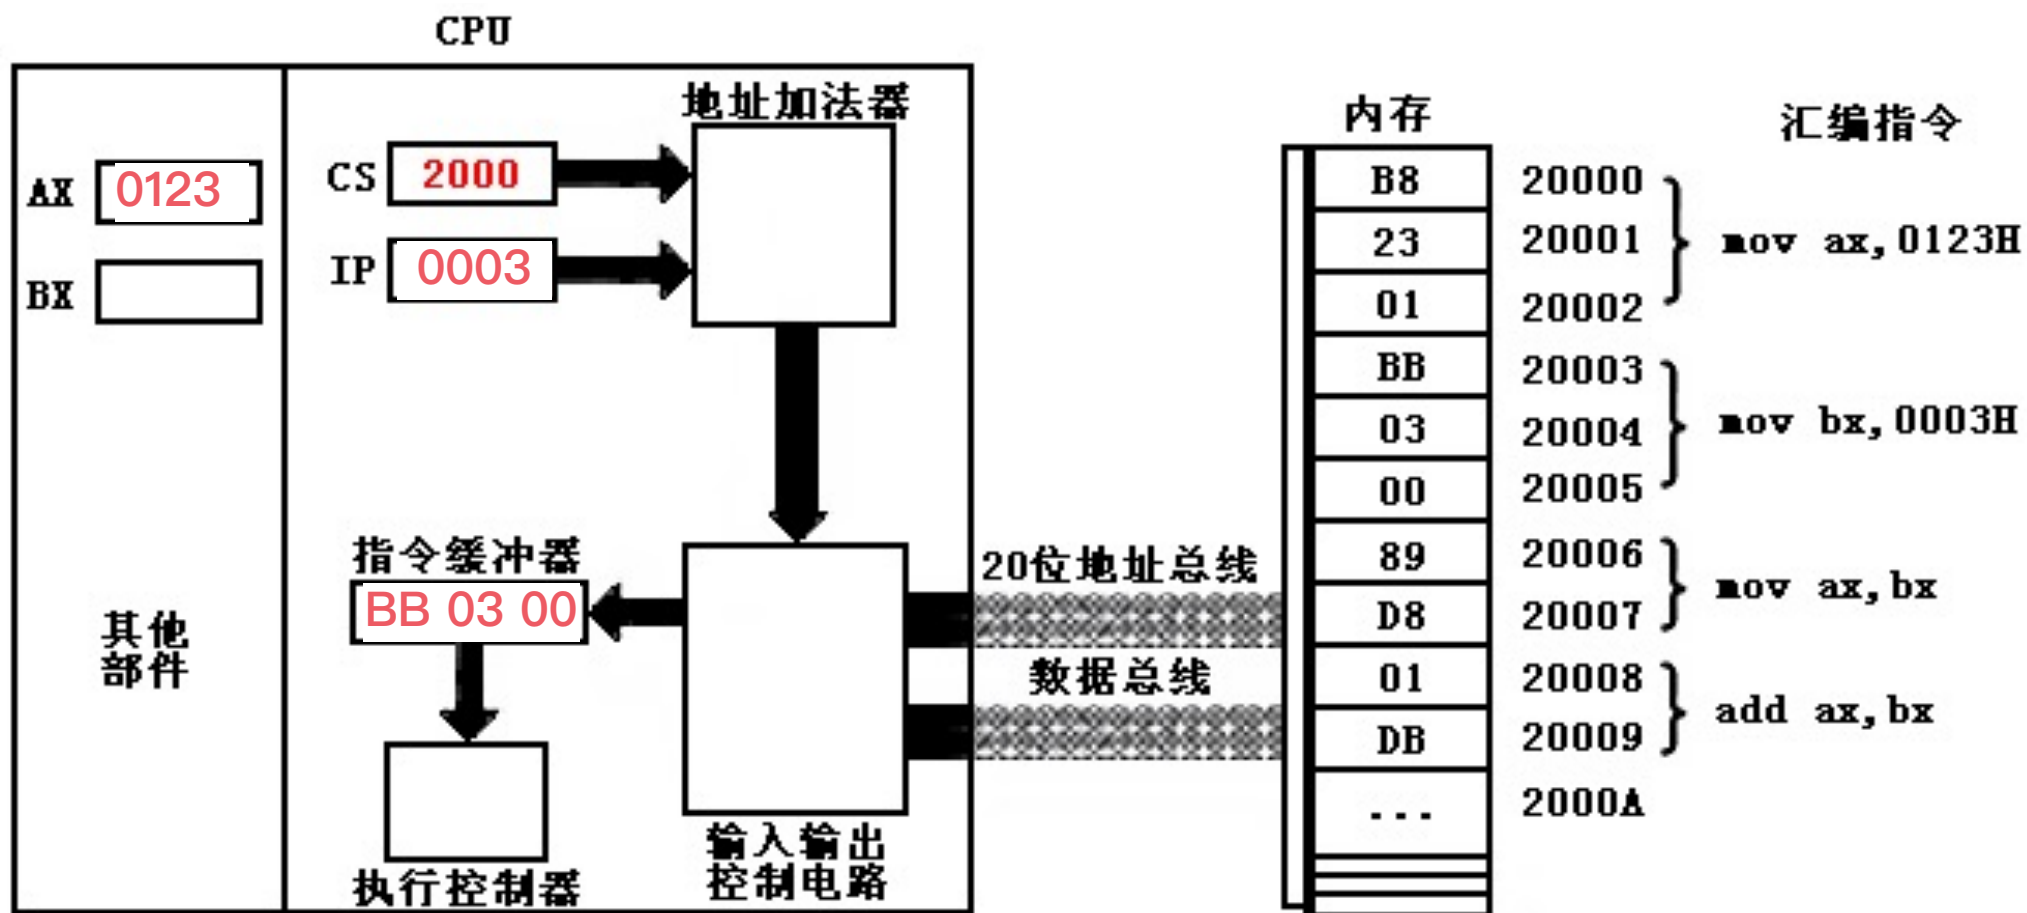 CPU
地址加法器
AX 0123
BX
CS 2000
IP 0003
指令缓冲器
BB 03 00
其他
部件
执行控制器
输入输出
控制电路
20位地址总线
数据总线
内存 汇编指令
B8 20000
23 20001 mov ax,0123H
01 20002
BB 20003
03 20004 mov bx,0003H
00 20005
89 20006
mov ax,bx
D8 20007
01 20008
add ax,bx
DB 20009
... 2000A